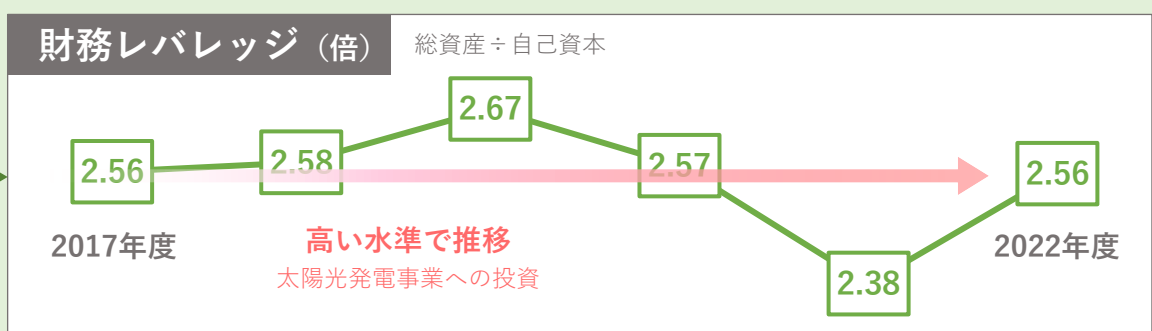 財務レバレッジ（倍） 総資産÷自己資本
2.67
2.56 2.58 2.57 2.56
2017年度 高い水準で推移 2022年度
太陽光発電事業への投資
2.38